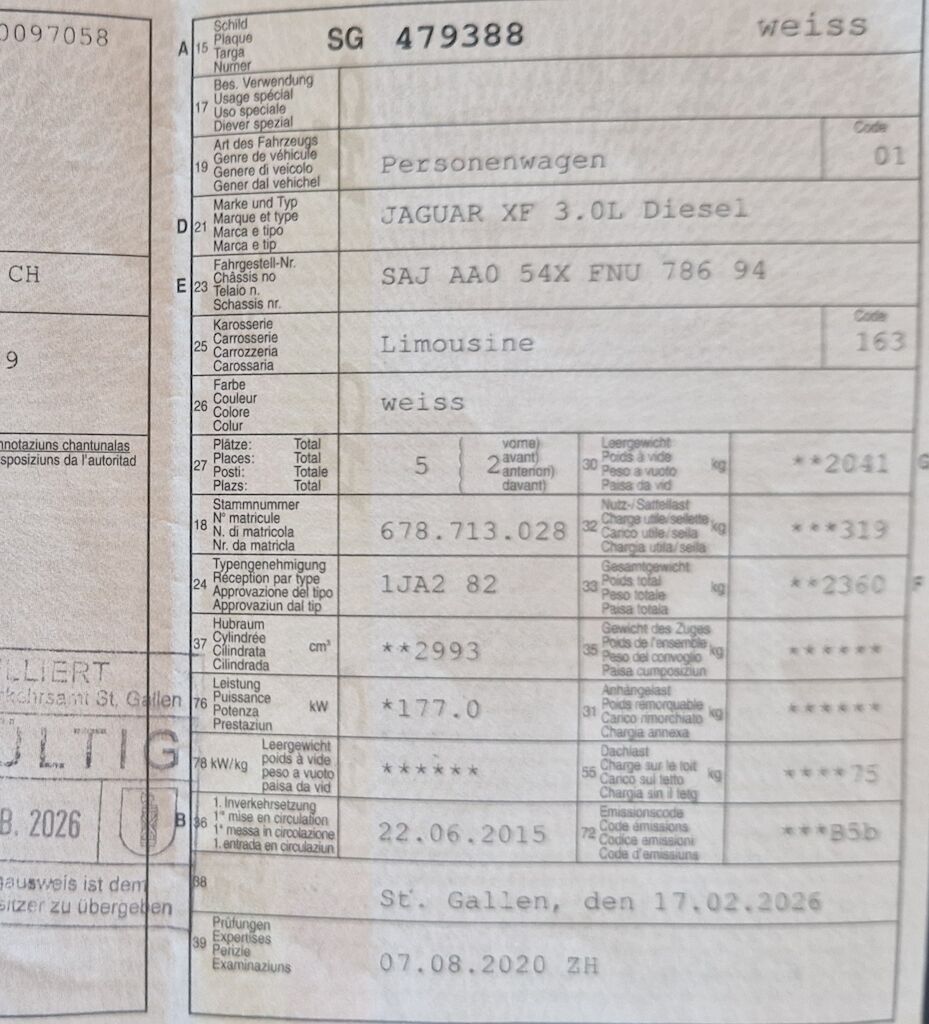 0097058
CH
9
nnotaziuns chantunalas
sposiziuns da l'autoritad
LLIERT
kehrsamt St. Gallen
ÜLTIG
B. 2026
gausweis ist dem
sitzer zu übergeben
A 15 Schild
Plaque
Targa
Numer
SG 479388 weiss
17 Bes. Verwendung
Usage spécial
Uso speciale
Diever spezial
19 Art des Fahrzeugs
Genre de véhicule
Genere di veicolo
Gener dal vehichel
Personenwagen
Code
01
D 21 Marke und Typ
Marque et type
Marca e tipo
Marca e tip
JAGUAR XF 3.0L Diesel
E 23 Fahrgestell-Nr.
Châssis no
Telaio n.
Schassis nr.
SAJ AA0 54X FNU 786 94
25 Karosserie
Carrosserie
Carrozzeria
Carossaria
Limousine
Code
163
26 Farbe
Couleur
Colore
Colur
weiss
27 Plätze: Total
Places: Total
Posti: Totale
Plazs: Total
5 ( 2 vorne)
avant)
anteriori)
davant)
30 Leergewicht
Poids à vide
Peso a vuoto
Paisa da vid
kg
**2041 G
18 Stammnummer
N° matricule
N. di matricola
Nr. da matricla
678.713.028
32 Nutz-/Sattellast
Charge utile/sellette
Carico utile/sella
Chargia utila/sella
kg
***319
24 Typengenehmigung
Réception par type
Approvazione del tipo
Approvaziun dal tip
1JA2 82
33 Gesamtgewicht
Poids total
Peso totale
Paisa totala
kg
**2360 F
37 Hubraum
Cylindrée
Cilindrata
Cilindrada
cm³
**2993
35 Gewicht des Zuges
Poids de l'ensemble
Peso del convoglio
Paisa cumposiziun
kg
******
76 Leistung
Puissance
Potenza
Prestaziun
kW
*177.0
31 Anhängelast
Poids remorquable
Carico rimorchiato
Chargia annexa
kg
******
78 kW/kg Leergewicht
poids à vide
peso a vuoto
paisa da vid
******
55 Dachlast
Charge sur le toit
Carico sul tetto
Chargia sin il tetg
kg
****75
B 36 1. Inverkehrsetzung
1re mise en circulation
1a messa in circolazione
1. entrada en circulaziun
22.06.2015
72 Emissionscode
Code émissions
Codice emissioni
Code d'emissiuns
***B5b
38
St. Gallen, den 17.02.2026
39 Prüfungen
Expertises
Perizie
Examinaziuns
07.08.2020 ZH